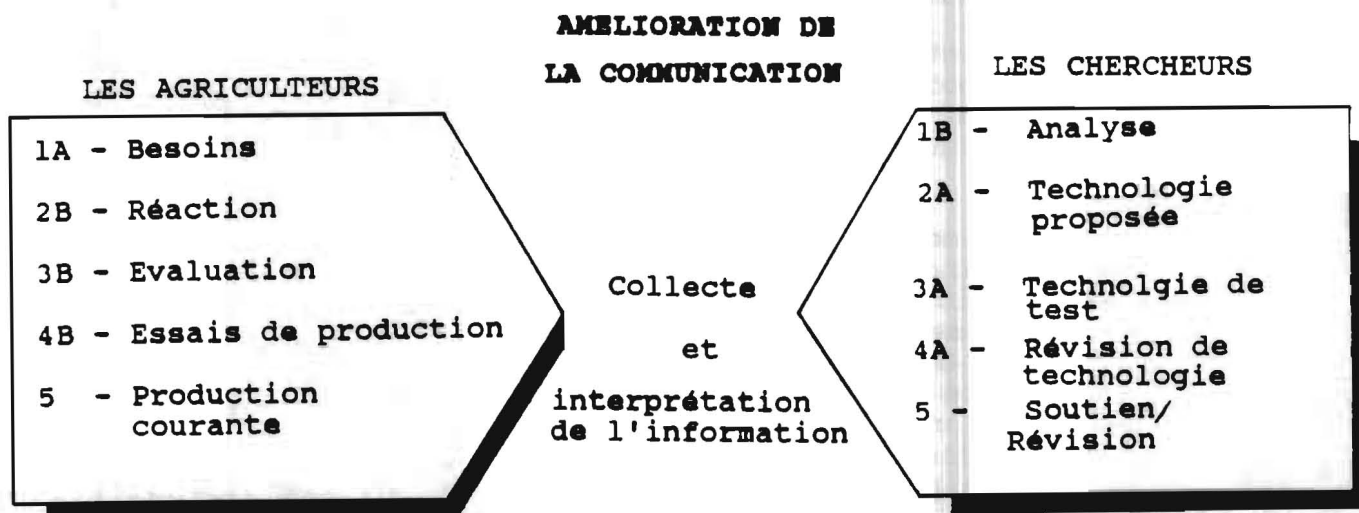 AMELIORATION DE
LA COMMUNICATION
LES AGRICULTEURS
1A - Besoins
2B - Réaction
3B - Evaluation
4B - Essais de production
5 - Production
courante
Collecte
et
interprétation
de l'information
LES CHERCHEURS
1B - Analyse
2A - Technologie
proposée
3A - Technolgie de
test
4A - Révision de
technologie
5 - Soutien/
Révision